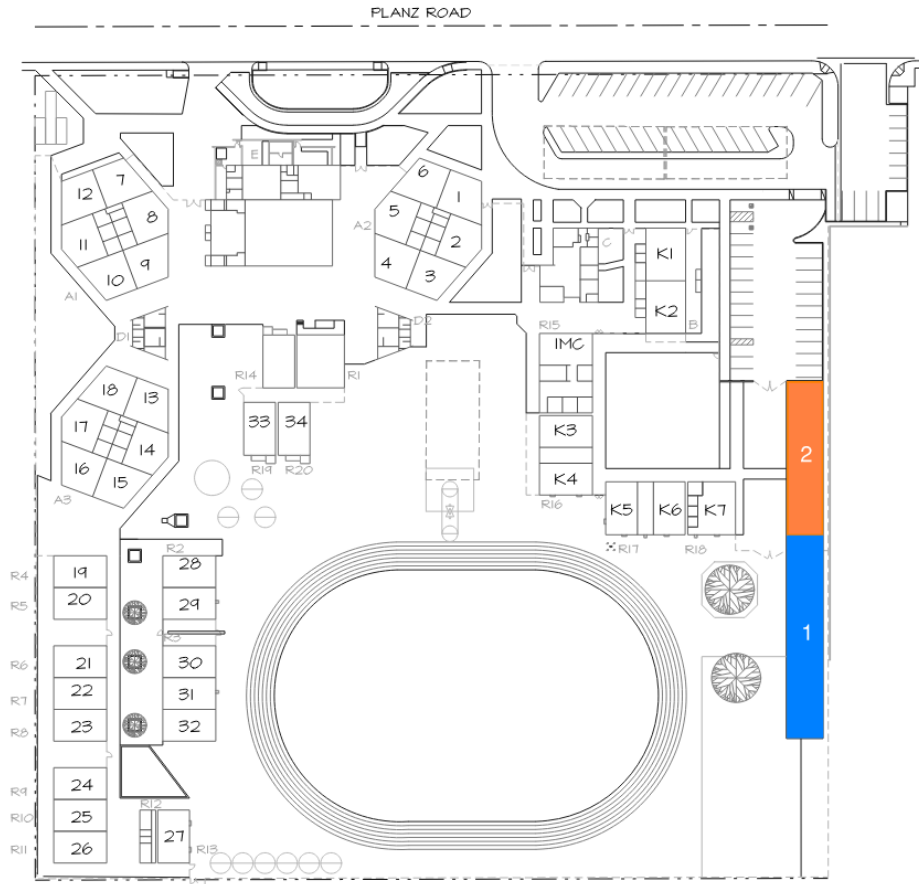 PLANZ ROAD
E
6
12
7
1
8
5
A2
2
C
11
K1
4
3
10
9
A1
K2
D1
D2
R15
B
IMC
R14
R1
18
13
33
34
K3
17
14
2
R19
R20
16
15
K4
A3
R16
K5
K6
K7
R2
R17
R18
R4
19
28
R5
20
29
R3
1
R6
21
30
R7
22
31
R8
23
32
R9
24
R12
R10
25
27
R11
26
R13